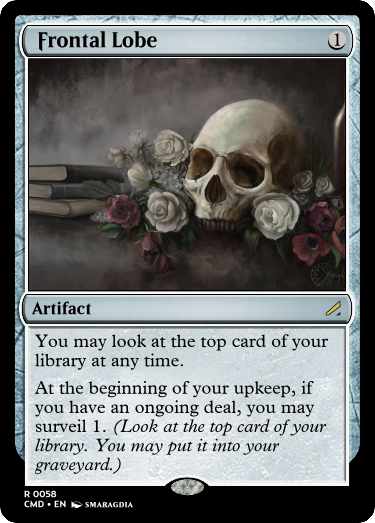 Frontal Lobe 1
Artifact
You may look at the top card of your
library at any time.
At the beginning of your upkeep, if
you have an ongoing deal, you may
surveil 1. (Look at the top card of your
library. You may put it into your
graveyard.)
R 0058
CMD • EN SMARAGDIA